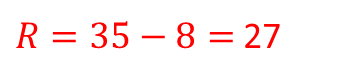 R = 35 − 8 = 27